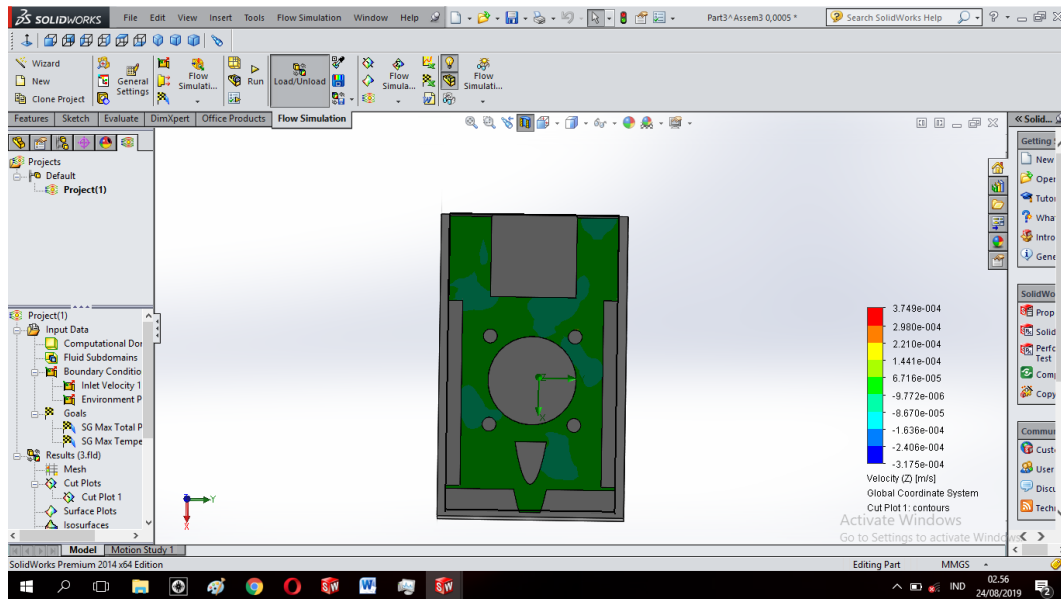 SOLIDWORKS File Edit View Insert Tools Flow Simulation Window Help Part3^Assem3 0,0005 * Search SolidWorks Help
Wizard
New
Clone Project
General Settings
Flow Simulati...
Run
Load/Unload
Flow Simula...
Flow Simulati...
Features Sketch Evaluate DimXpert Office Products Flow Simulation
« Solid...
Projects
Default
Project(1)
Getting
New
Open
Tuto
Wha
Intro
Gene
SolidWo
Prop
Solid
Perfo
Test
Com
Copy
Commu
Cust
User
Discu
Techn
Project(1)
Input Data
Computational Dor
Fluid Subdomains
Boundary Conditio
Inlet Velocity 1
Environment P
Goals
SG Max Total P
SG Max Tempe
Results (3.fld)
Mesh
Cut Plots
Cut Plot 1
Surface Plots
Isosurfaces
3.749e-004
2.980e-004
2.210e-004
1.441e-004
6.716e-005
-9.772e-006
-8.670e-005
-1.636e-004
-2.406e-004
-3.175e-004
Velocity (Z) [m/s]
Global Coordinate System
Cut Plot 1: contours
Y
X
X
Activate Windows
Go to Settings to activate Windows
Model Motion Study 1
SolidWorks Premium 2014 x64 Edition Editing Part MMGS
IND 02.56
24/08/2019